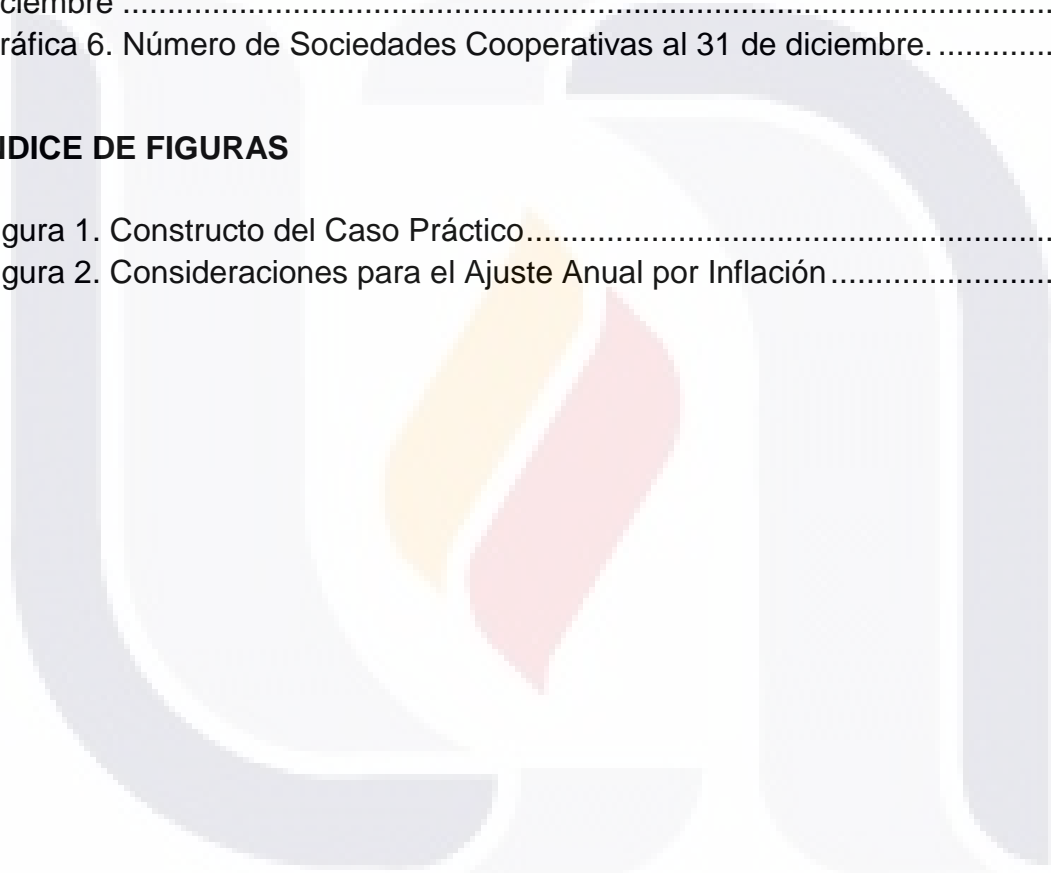 ciembre ................................................................................................
ráfica 6. Número de Sociedades Cooperativas al 31 de diciembre. .............
NDICE DE FIGURAS
gura 1. Constructo del Caso Práctico..........................................................
gura 2. Consideraciones para el Ajuste Anual por Inflación ........................